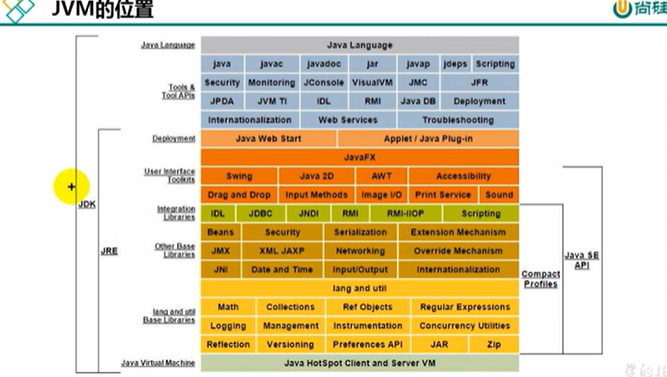 JVM的位置
尚硅
Java Language Java Language
java javac javadoc jar javap jdeps Scripting
Tools & Tool APIs
Security Monitoring JConsole VisualVM JMC JFR
JPDA JVM TI IDL RMI Java DB Deployment
Internationalization Web Services Troubleshooting
Deployment Java Web Start Applet / Java Plug-in
JavaFX
User Interface Toolkits
Swing Java 2D AWT Accessibility
Drag and Drop Input Methods Image I/O Print Service Sound
Integration Libraries
IDL JDBC JNDI RMI RMI-IIOP Scripting
JDK
JRE
Beans Security Serialization Extension Mechanism
Other Base Libraries
JMX XML JAXP Networking Override Mechanism
JNI Date and Time Input/Output Internationalization
Java SE API
Compact Profiles
lang and util
lang and util Base Libraries
Math Collections Ref Objects Regular Expressions
Logging Management Instrumentation Concurrency Utilities
Reflection Versioning Preferences API JAR Zip
Java Virtual Machine Java HotSpot Client and Server VM